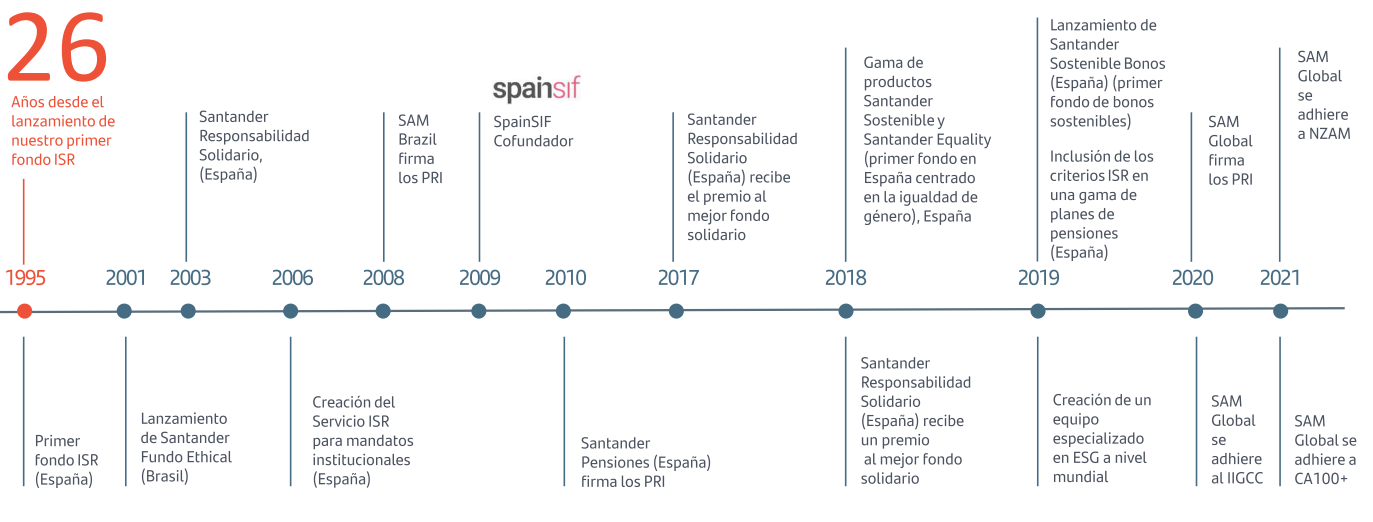 26
Años desde el
lanzamiento de
nuestro primer
fondo ISR
1995
Primer
fondo ISR
(España)
2001
Lanzamiento
de Santander
Fundo Ethical
(Brasil)
Santander
Responsabilidad
Solidario,
(España)
2003
2006
Creación del
Servicio ISR
para mandatos
institucionales
(España)
SAM
Brazil
firma
los PRI
2008
spainsif
SpainSIF
Cofundador
2009
2010
Santander
Pensiones (España)
firma los PRI
Santander
Responsabilidad
Solidario
(España) recibe
el premio al
mejor fondo
solidario
2017
Gama de
productos
Santander
Sostenible y
Santander Equality
(primer fondo en
España centrado
en la igualdad de
género), España
2018
Santander
Responsabilidad
Solidario
(España) recibe
un premio
al mejor fondo
solidario
Lanzamiento de
Santander
Sostenible Bonos
(España) (primer
fondo de bonos
sostenibles)
Inclusión de los
criterios ISR en
una gama de
planes de
pensiones
(España)
2019
Creación de un
equipo
especializado
en ESG a nivel
mundial
SAM
Global
firma
los PRI
2020
SAM
Global
se
adhiere
al IIGCC
SAM
Global
se
adhiere
a NZAM
2021
SAM
Global se
adhiere a
CA100+